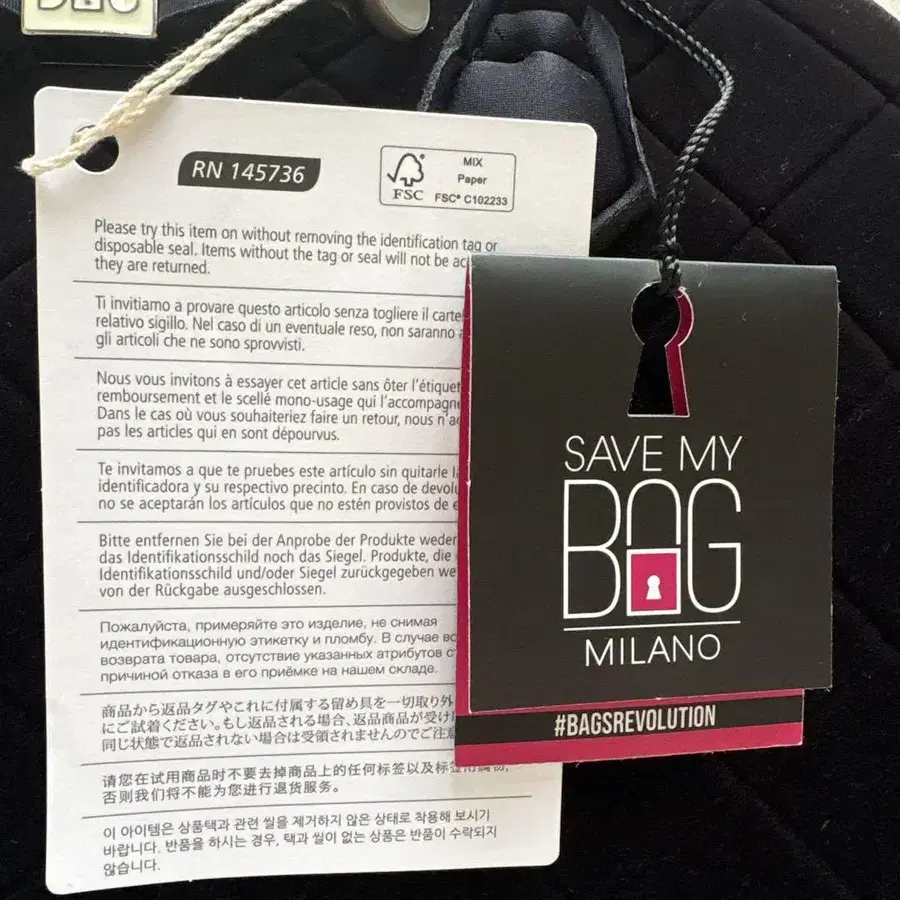 BAG
RN 145736
FSC
MIX
Paper
FSC® C102233
Please try this item on without removing the identification tag or
disposable seal. Items without the tag or seal will not be
they are returned.
Ti invitiamo a provare questo articolo senza togliere il
relativo sigillo. Nel caso di un eventuale reso, non saranno
gli articoli che ne sono sprovvisti.
Nous vous invitons à essayer cet article sans ôter
remboursement et le scellé mono-usage qui
Dans le cas où vous souhaiteriez faire un retour, nous
pas les articles qui en sont dépourvus.
Te invitamos a que te pruebes este artículo sin quitarle
identificadora y su respectivo precinto. En caso de
no se aceptarán los artículos que no estén provistos de
Bitte entfernen Sie bei der Anprobe der Produkte weder
das Identifikationsschild noch das Siegel. Produkte, die
Identifikationsschild und/oder Siegel zurückgegeben
von der Rückgabe ausgeschlossen.
Пожалуйста, примеряйте это изделие, не снимая
идентификационную этикетку и пломбу. В случае
возврата товара, отсутствие указанных атрибутов
причиной отказа в его приёмке на нашем складе.
商品から返品タグやこれに付属する留め具を一切取り外
にご試着ください。もし返品される場合、返品商品が受け
同じ状態で返品されない場合は受領されませんのでご注意
请您在试用商品时不要去掉商品上的任何标签以及标签附属物,
否则我们将不能为您进行退货服务。
이 아이템은 상품택과 관련 씰을 제거하지 않은 상태로 착용해 보시기
바랍니다. 반품을 하시는 경우, 택과 씰이 없는 상품은 반품이 수락되지
않습니다.
SAVE MY
BAG
MILANO
#BAGSREVOLUTION